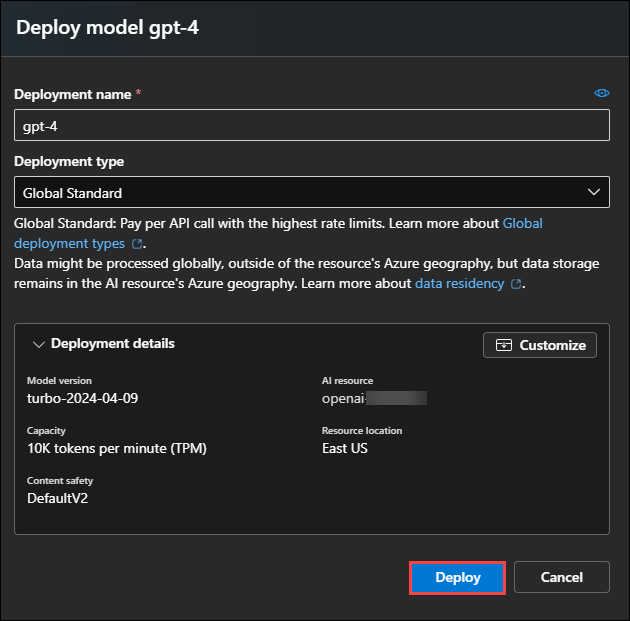 Deploy model gpt-4
Deployment name *
gpt-4
Deployment type
Global Standard
Global Standard: Pay per API call with the highest rate limits. Learn more about Global
deployment types .
Data might be processed globally, outside of the resource's Azure geography, but data storage
remains in the AI resource's Azure geography. Learn more about data residency .
Deployment details
Customize
Model version
AI resource
turbo-2024-04-09
openai-
Capacity
Resource location
10K tokens per minute (TPM)
East US
Content safety
DefaultV2
Deploy
Cancel